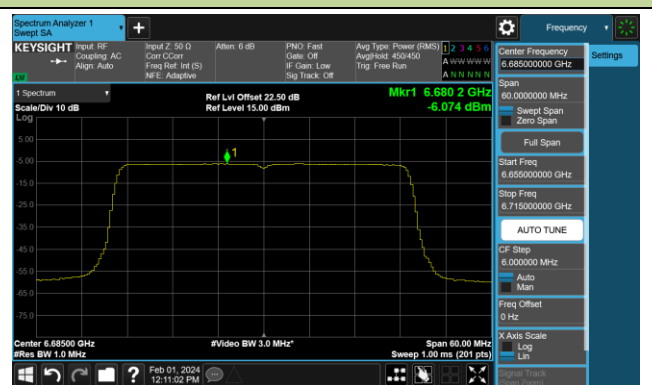 Spectrum Analyzer 1
Swept SA
+
Frequency
KEYSIGHT
Input: RF
Coupling: AC
Align: Auto
Input Z: 50 Ω
Corr CCorr
Freq Ref: Int (S)
NFE: Adaptive
Atten: 6 dB
PNO: Fast
Gate: Off
IF Gain: Low
Sig Track: Off
Avg Type: Power (RMS)
Avg|Hold: 450/450
Trig: Free Run
1 2 3 4 5 6
A W W W W W
A N N N N N
LW
1 Spectrum
Scale/Div 10 dB
Log
Ref Lvl Offset 22.50 dB
Ref Level 15.00 dBm
Mkr1 6.680 2 GHz
-6.074 dBm
5.00
-5.00
-15.0
-25.0
-35.0
-45.0
-55.0
-65.0
-75.0
1
Center 6.68500 GHz
#Res BW 1.0 MHz
#Video BW 3.0 MHz*
Span 60.00 MHz
Sweep 1.00 ms (201 pts)
Center Frequency
6.685000000 GHz
Settings
Span
60.0000000 MHz
Swept Span
Zero Span
Full Span
Start Freq
6.655000000 GHz
Stop Freq
6.715000000 GHz
AUTO TUNE
CF Step
6.000000 MHz
Auto
Man
Freq Offset
0 Hz
X Axis Scale
Log
Lin
Signal Track
(Span Zoom)
?
Feb 01, 2024
12:11:02 PM